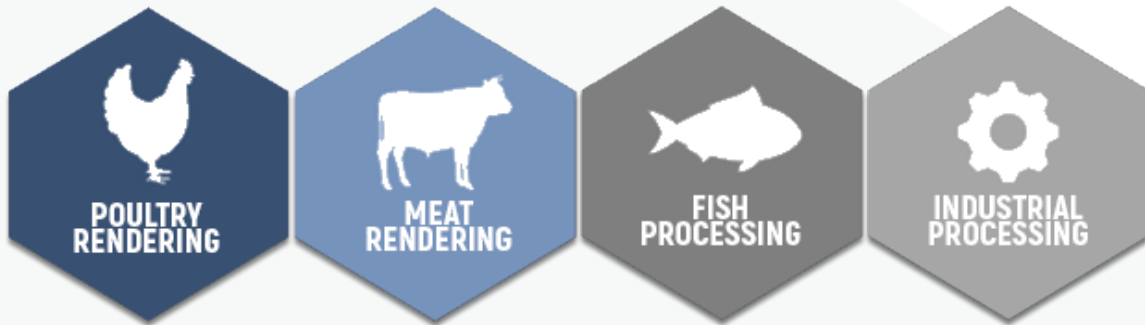 POULTRY
RENDERING
MEAT
RENDERING
FISH
PROCESSING
INDUSTRIAL
PROCESSING